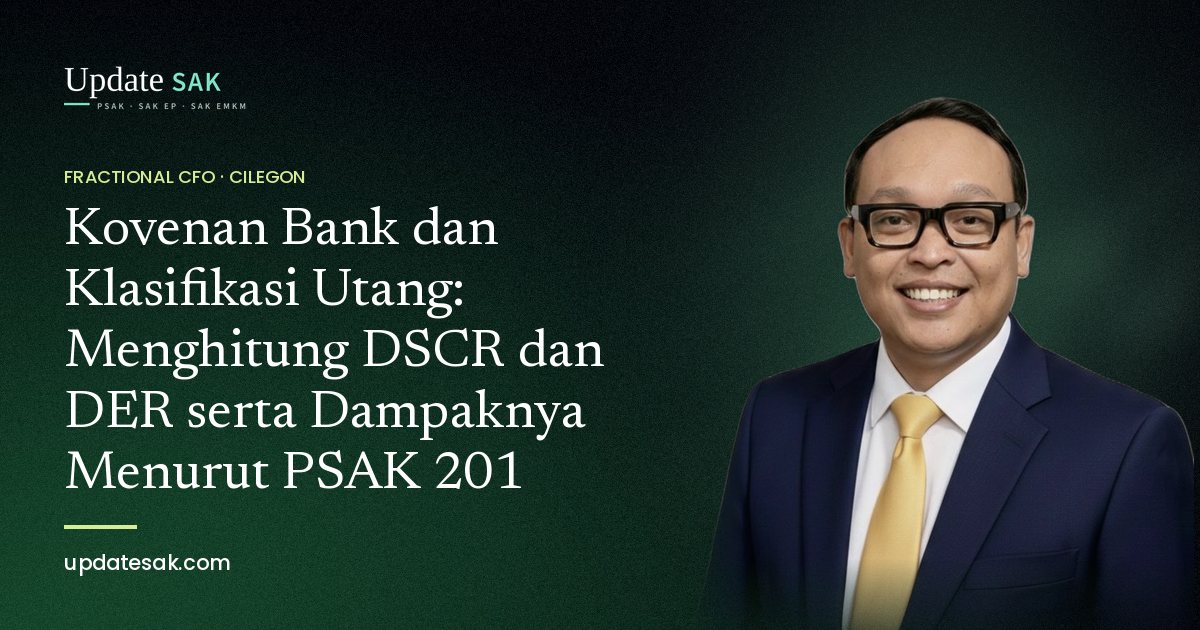 Update SAK
PSAK · SAK EP · SAK EMKM
FRACTIONAL CFO · CILEGON
Kovenan Bank dan
Klasifikasi Utang:
Menghitung DSCR dan
DER serta Dampaknya
Menurut PSAK 201
updatesak.com